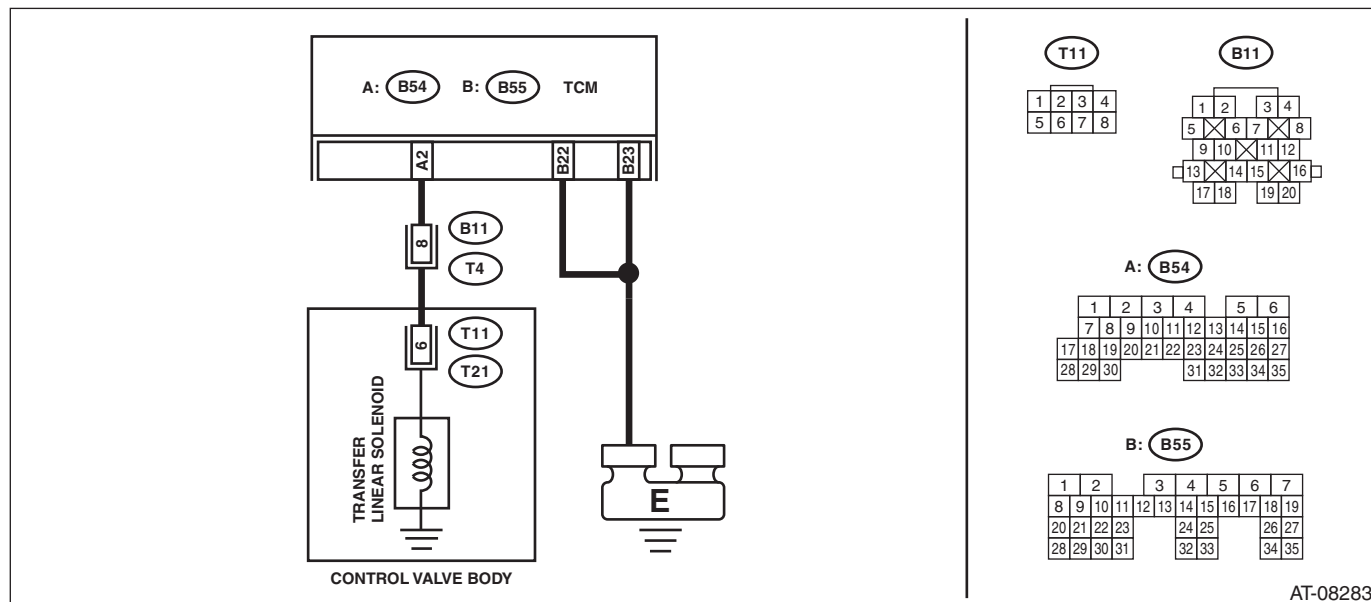 A: B54 B: B55 TCM
A2 B22 B23
8
B11
T4
6
T11
T21
TRANSFER
LINEAR SOLENOID
E
CONTROL VALVE BODY
T11
1 2 3 4
5 6 7 8
B11
1 2 3 4
5 6 7 8
9 10 11 12
13 14 15 16
17 18 19 20
A: B54
1 2 3 4 5 6
7 8 9 10 11 12 13 14 15 16
17 18 19 20 21 22 23 24 25 26 27
28 29 30 31 32 33 34 35
B: B55
1 2 3 4 5 6 7
8 9 10 11 12 13 14 15 16 17 18 19
20 21 22 23 24 25 26 27
28 29 30 31 32 33 34 35
AT-08283